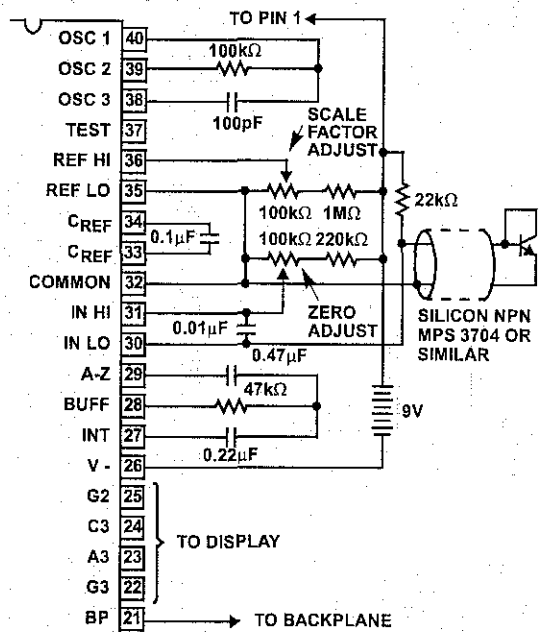 TO PIN 1
OSC 1 40
100kΩ
OSC 2 39
OSC 3 38
100pF
TEST 37
SCALE
FACTOR
ADJUST
REF HI 36
REF LO 35
100kΩ 1MΩ
22kΩ
CREF 34
0.1µF
100kΩ 220kΩ
CREF 33
COMMON 32
IN HI 31
0.01µF
ZERO
ADJUST
SILICON NPN
MPS 3704 OR
SIMILAR
IN LO 30
0.47µF
A-Z 29
47kΩ
BUFF 28
9V
INT 27
0.22µF
V - 26
G2 25
C3 24
TO DISPLAY
A3 23
G3 22
BP 21
TO BACKPLANE